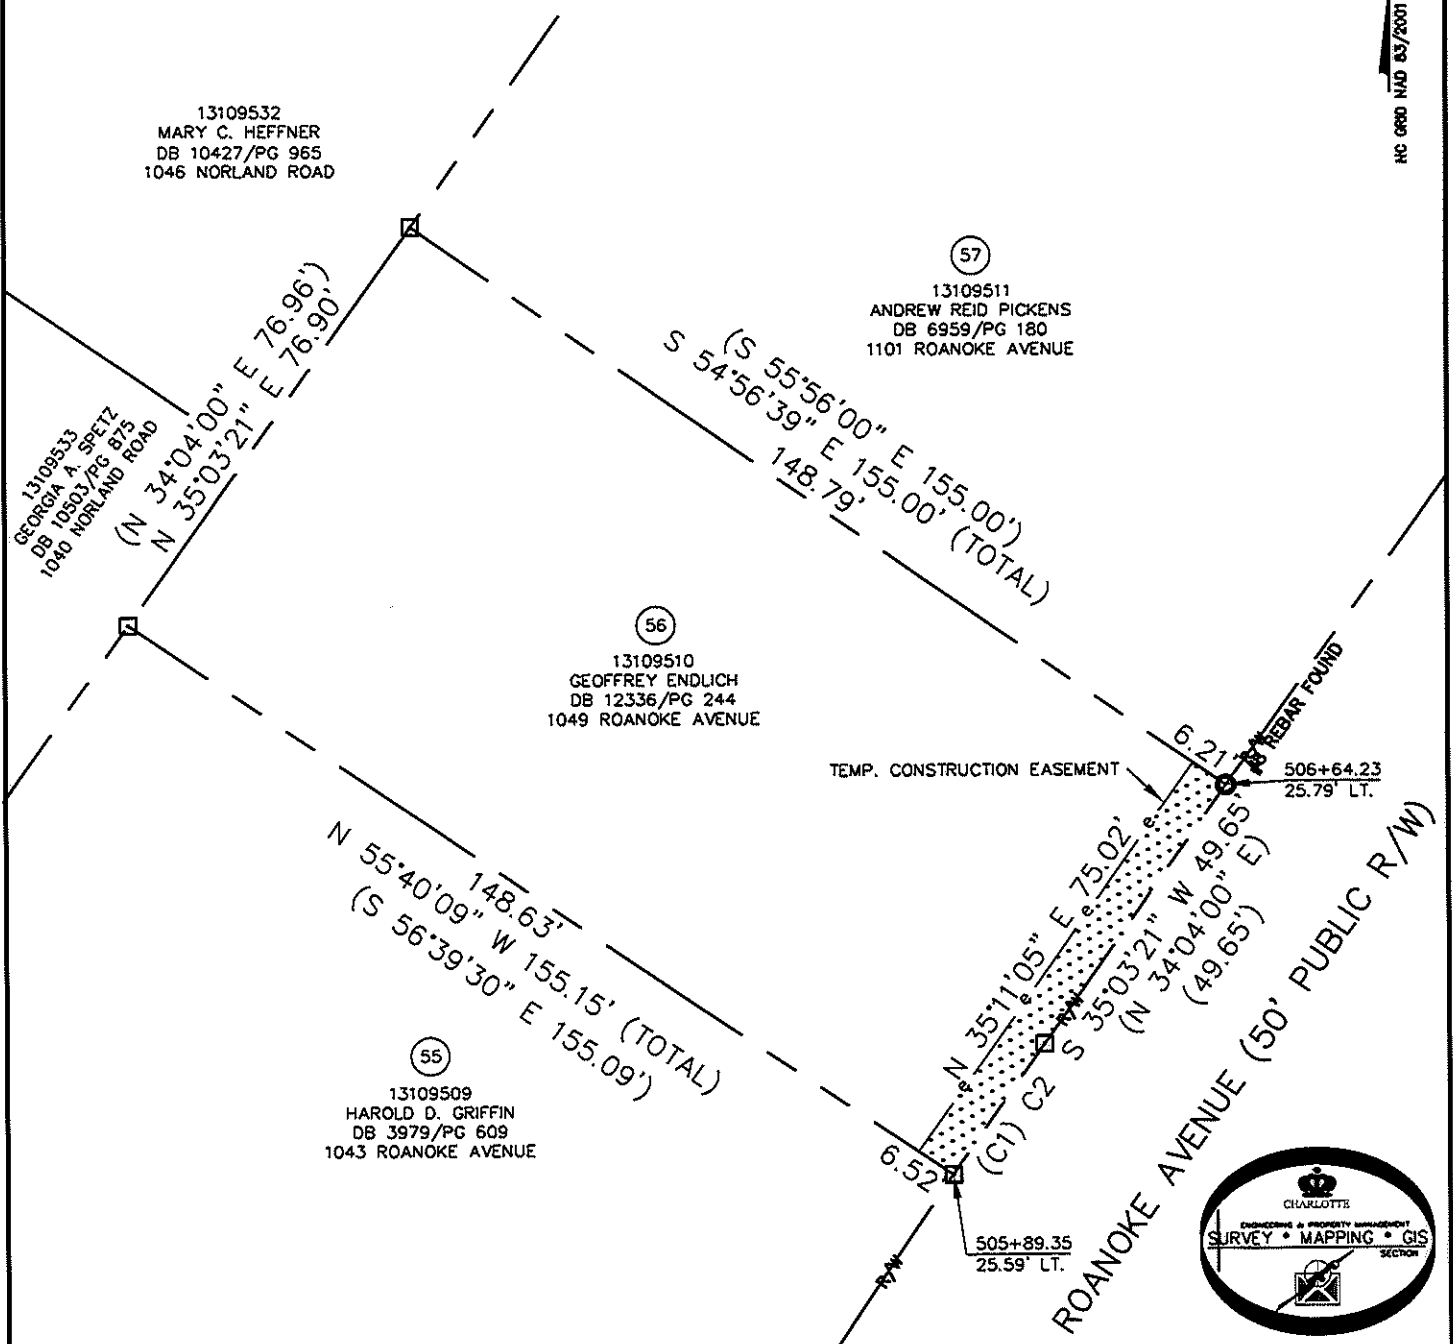 NC GRID NAD 83/2001
13109532
MARY C. HEFFNER
DB 10427/PG 965
1046 NORLAND ROAD
57
13109511
ANDREW REID PICKENS
DB 6959/PG 180
1101 ROANOKE AVENUE
(N 34°04'00" E 76.96')
N 35°03'21" E 76.90'
(S 55°56'00" E 155.00')
S 54°56'39" E 155.00' (TOTAL)
148.79'
13109533
GEORGIA A. SPETZ
DB 10503/PG 875
1040 NORLAND ROAD
56
13109510
GEOFFREY ENDLICH
DB 12336/PG 244
1049 ROANOKE AVENUE
REBAR FOUND
R/W
6.21'
TEMP. CONSTRUCTION EASEMENT
506+64.23
25.79' LT.
148.63'
N 55°40'09" W 155.15' (TOTAL)
(S 56°39'30" E 155.09')
e
e
e
e
N 35°11'05" E 75.02'
S 35°03'21" W 49.65'
(N 34°04'00" E)
(49.65')
R/W
(C1) C2
55
13109509
HAROLD D. GRIFFIN
DB 3979/PG 609
1043 ROANOKE AVENUE
6.52'
505+89.35
25.59' LT.
R/W
ROANOKE AVENUE (50' PUBLIC R/W)
CHARLOTTE
ENGINEERING & PROPERTY MANAGEMENT
SURVEY • MAPPING • GIS
SECTION